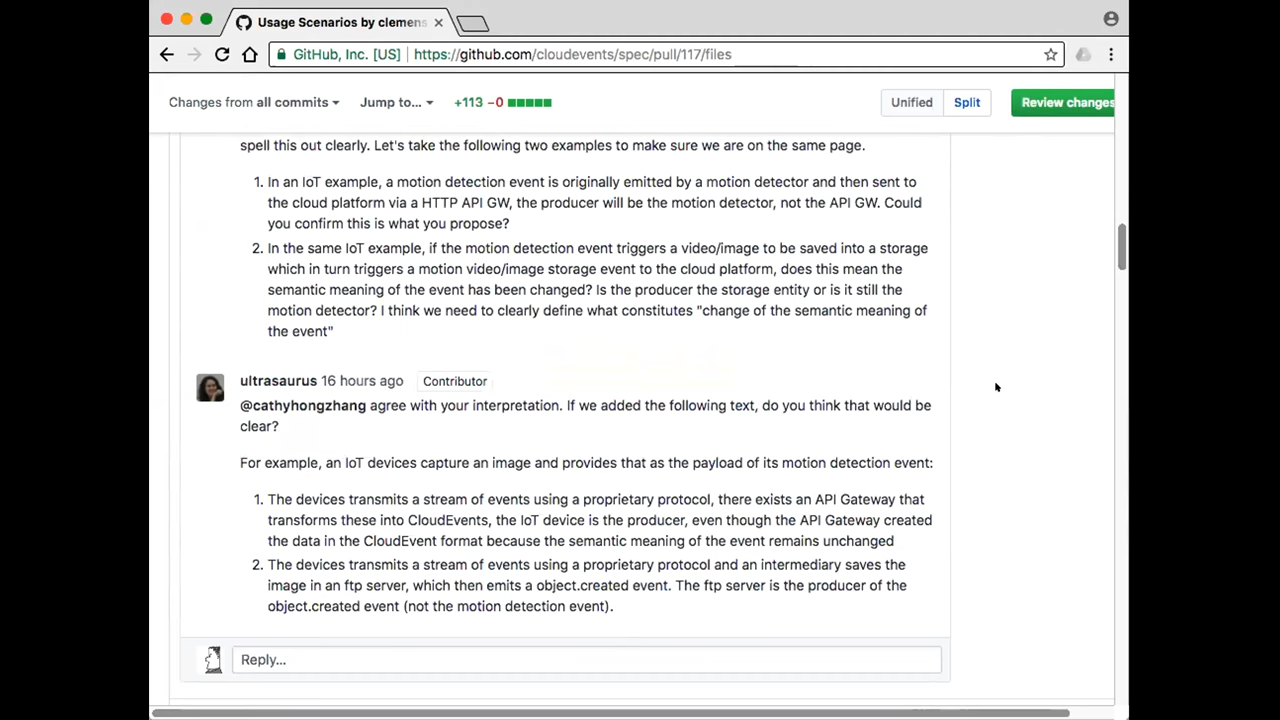 Usage Scenarios by clemens
GitHub, Inc. [US] | https://github.com/cloudevents/spec/pull/117/files
Changes from all commits Jump to... +113 −0 Unified Split Review changes
spell this out clearly. Let's take the following two examples to make sure we are on the same page.
1. In an IoT example, a motion detection event is originally emitted by a motion detector and then sent to
the cloud platform via a HTTP API GW, the producer will be the motion detector, not the API GW. Could
you confirm this is what you propose?
2. In the same IoT example, if the motion detection event triggers a video/image to be saved into a storage
which in turn triggers a motion video/image storage event to the cloud platform, does this mean the
semantic meaning of the event has been changed? Is the producer the storage entity or is it still the
motion detector? I think we need to clearly define what constitutes "change of the semantic meaning of
the event"
ultrasaurus 16 hours ago Contributor
@cathyhongzhang agree with your interpretation. If we added the following text, do you think that would be
clear?
For example, an IoT devices capture an image and provides that as the payload of its motion detection event:
1. The devices transmits a stream of events using a proprietary protocol, there exists an API Gateway that
transforms these into CloudEvents, the IoT device is the producer, even though the API Gateway created
the data in the CloudEvent format because the semantic meaning of the event remains unchanged
2. The devices transmits a stream of events using a proprietary protocol and an intermediary saves the
image in an ftp server, which then emits a object.created event. The ftp server is the producer of the
object.created event (not the motion detection event).
Reply...